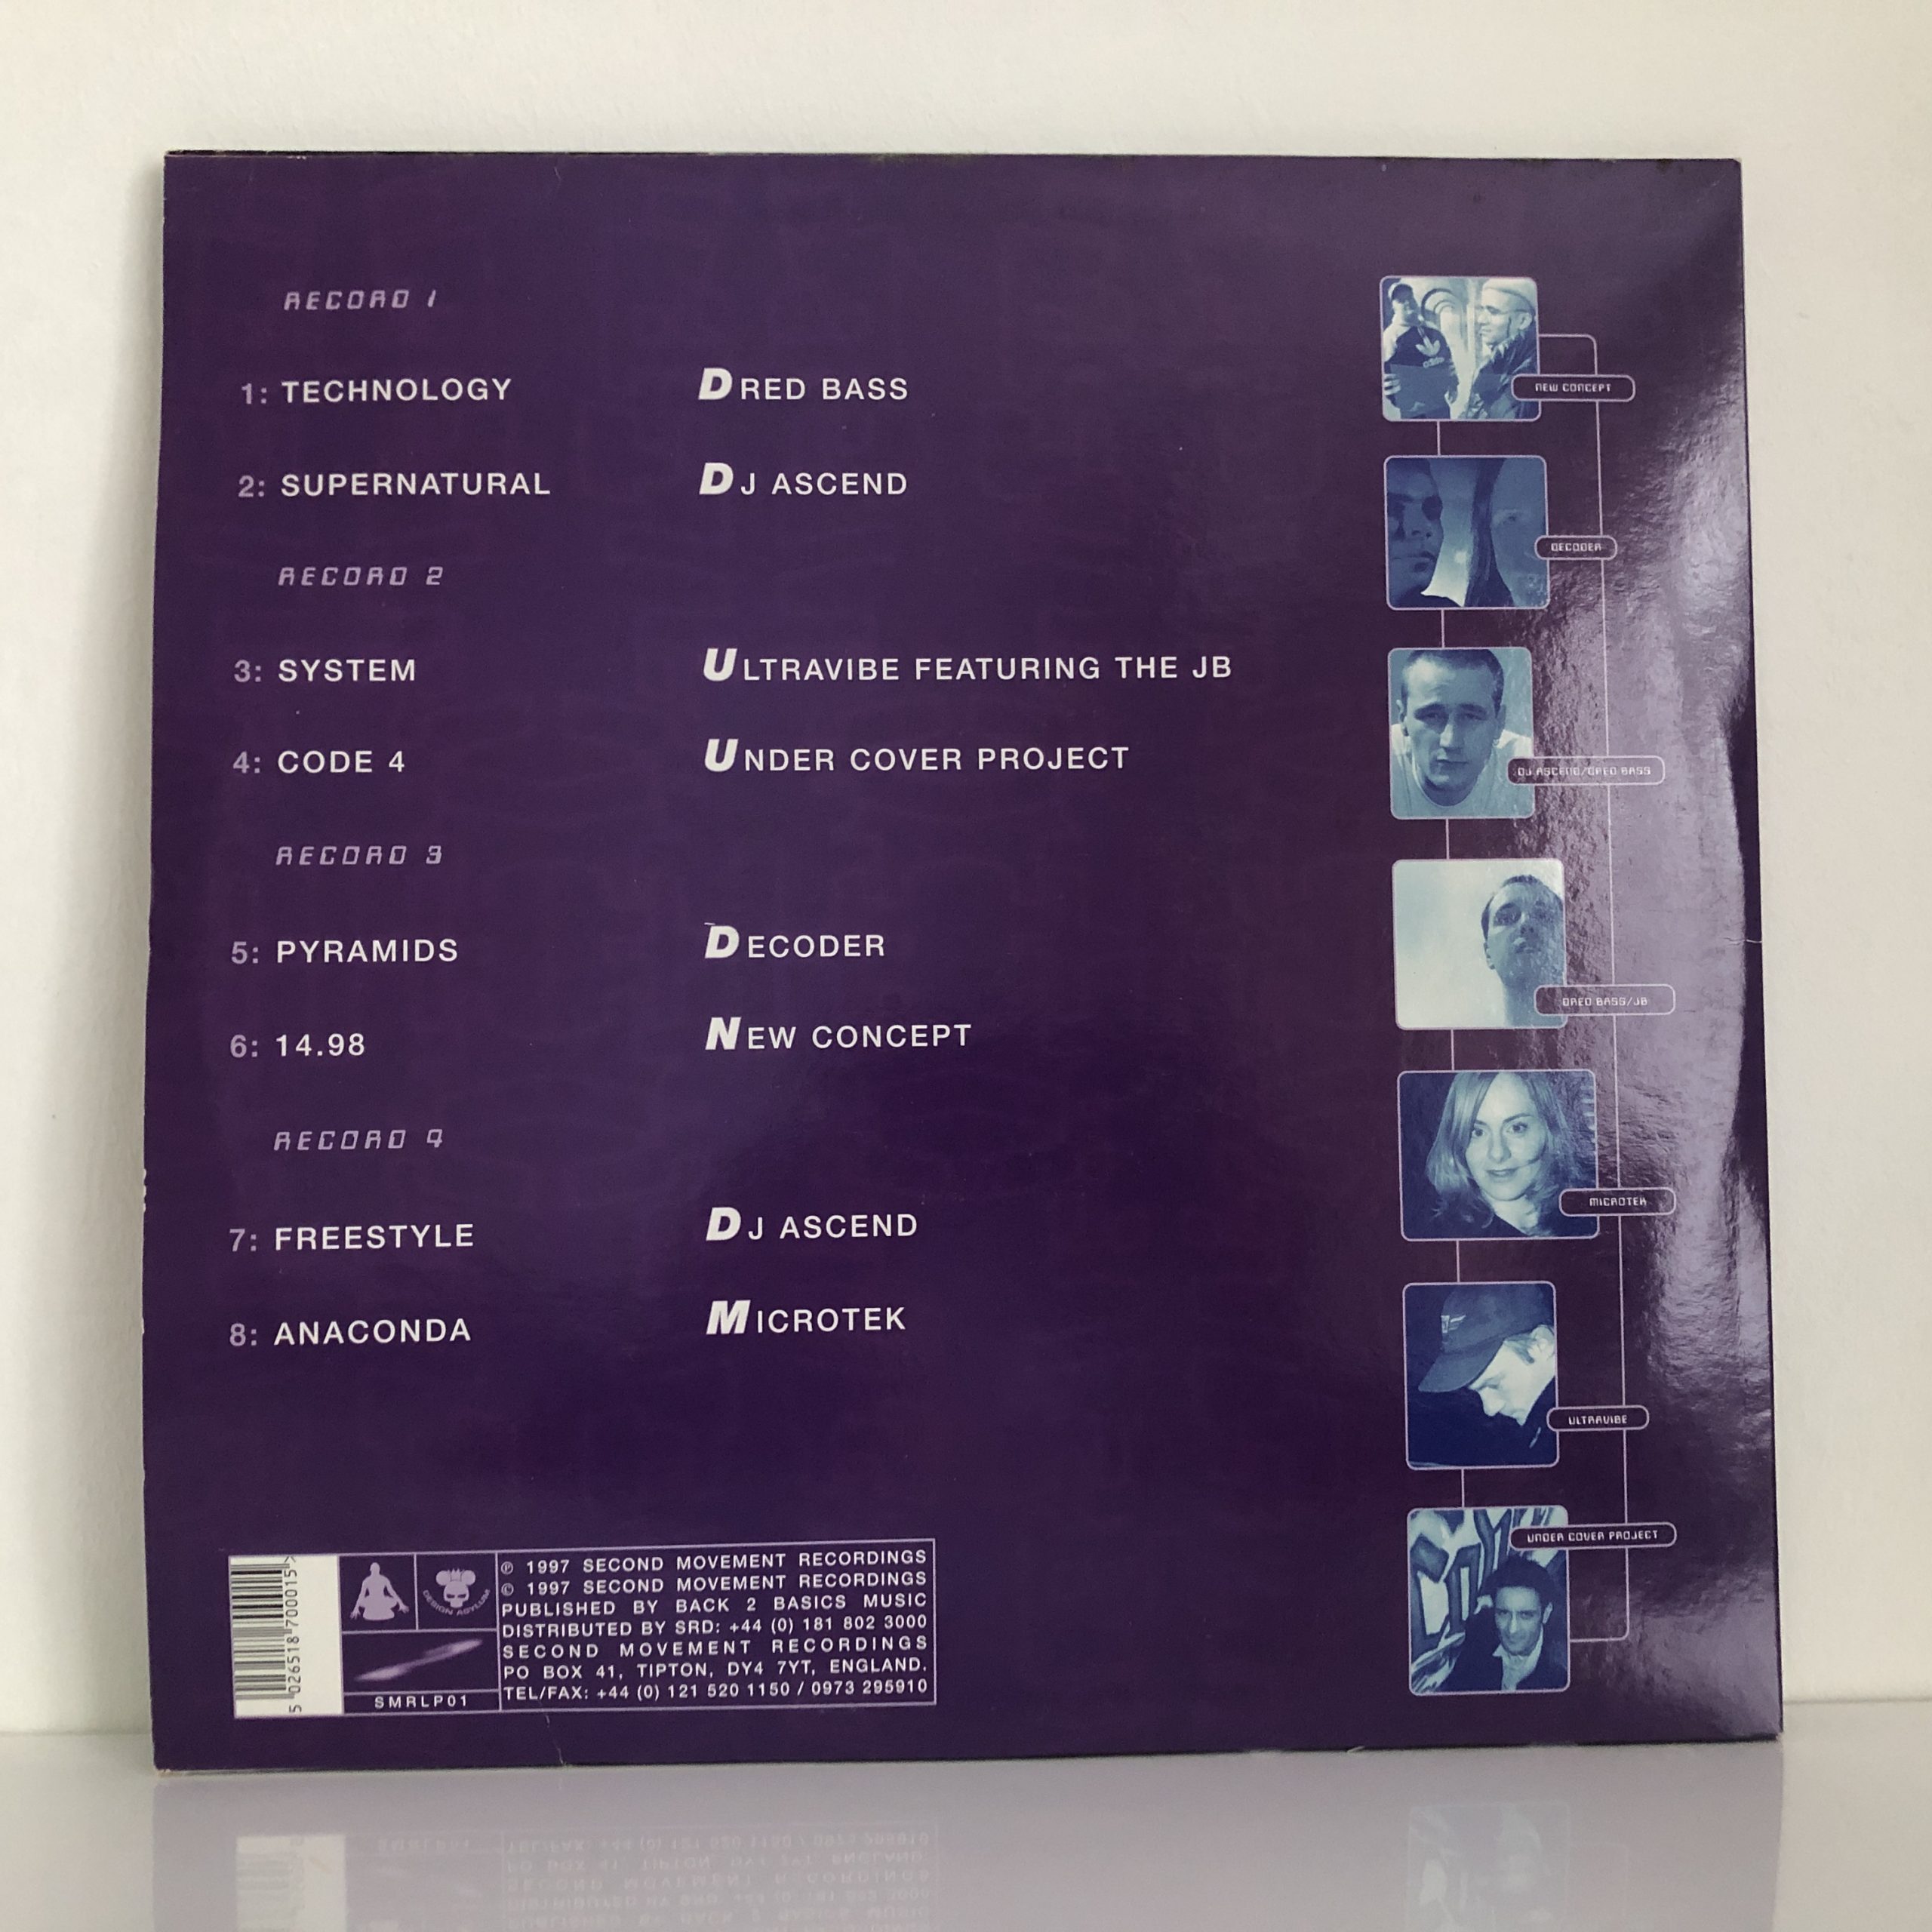 RECORD 1
1: TECHNOLOGY DRED BASS
2: SUPERNATURAL DJ ASCEND
RECORD 2
3: SYSTEM ULTRAVIBE FEATURING THE JB
4: CODE 4 UNDER COVER PROJECT
RECORD 3
5: PYRAMIDS DECODER
6: 14.98 NEW CONCEPT
RECORD 4
7: FREESTYLE DJ ASCEND
8: ANACONDA MICROTEK
NEW CONCEPT
DECODER
DJ ASCEND/DRED BASS
DRED BASS/JB
MICROTEK
ULTRAVIBE
UNDER COVER PROJECT
5 026518 700015 >
DESIGN ASYLUM
SMRLP01
℗ 1997 SECOND MOVEMENT RECORDINGS
© 1997 SECOND MOVEMENT RECORDINGS
PUBLISHED BY BACK 2 BASICS MUSIC
DISTRIBUTED BY SRD: +44 (0) 181 802 3000
SECOND MOVEMENT RECORDINGS
PO BOX 41, TIPTON, DY4 7YT, ENGLAND.
TEL/FAX: +44 (0) 121 520 1150 / 0973 295910